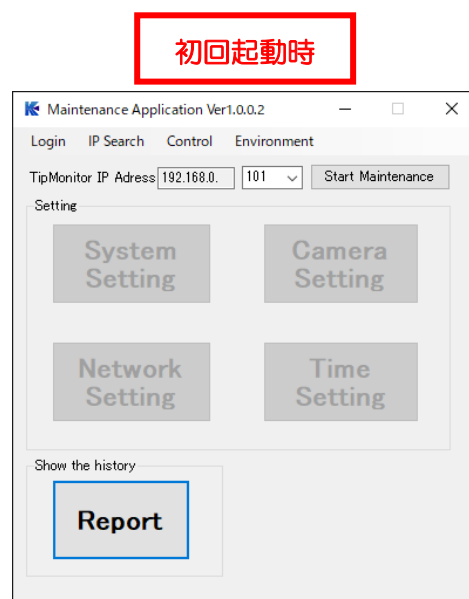 初回起動時
Maintenance Application Ver1.0.0.2
Login IP Search Control Environment
TipMonitor IP Adress 192.168.0. 101 Start Maintenance
Setting
System Setting
Camera Setting
Network Setting
Time Setting
Show the history
Report